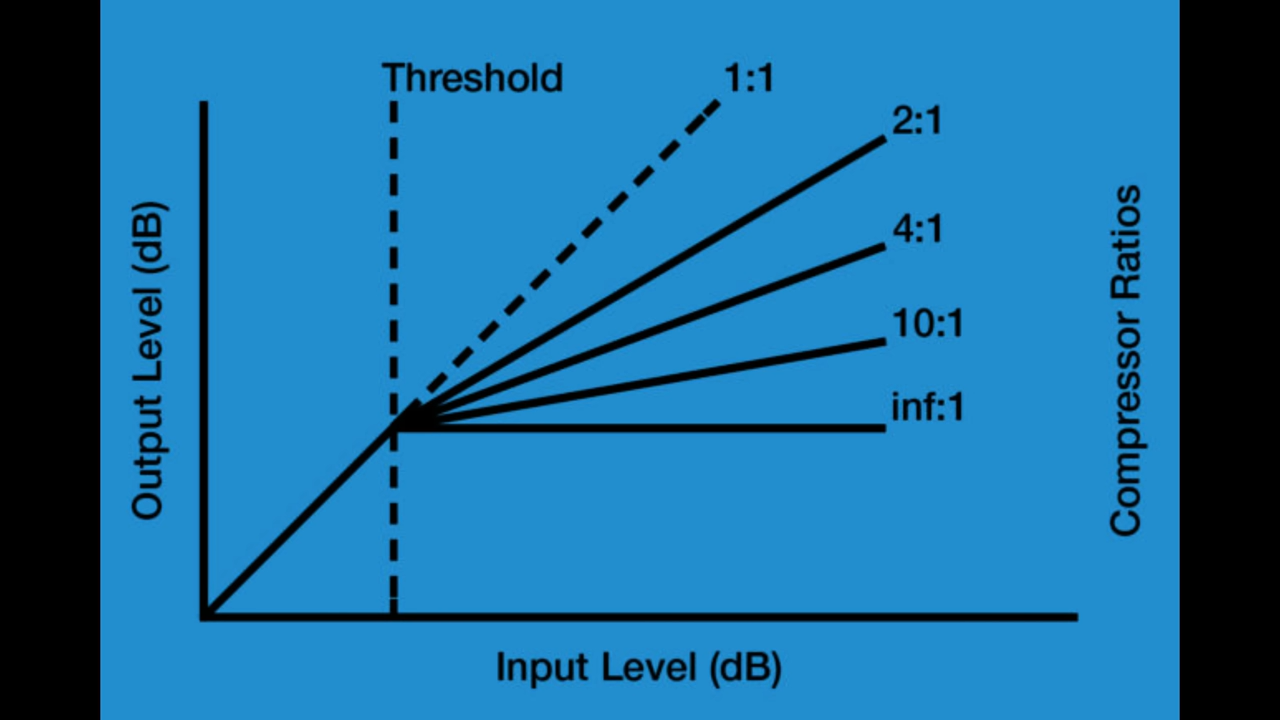 Threshold
1:1
2:1
4:1
10:1
inf:1
Output Level (dB)
Compressor Ratios
Input Level (dB)